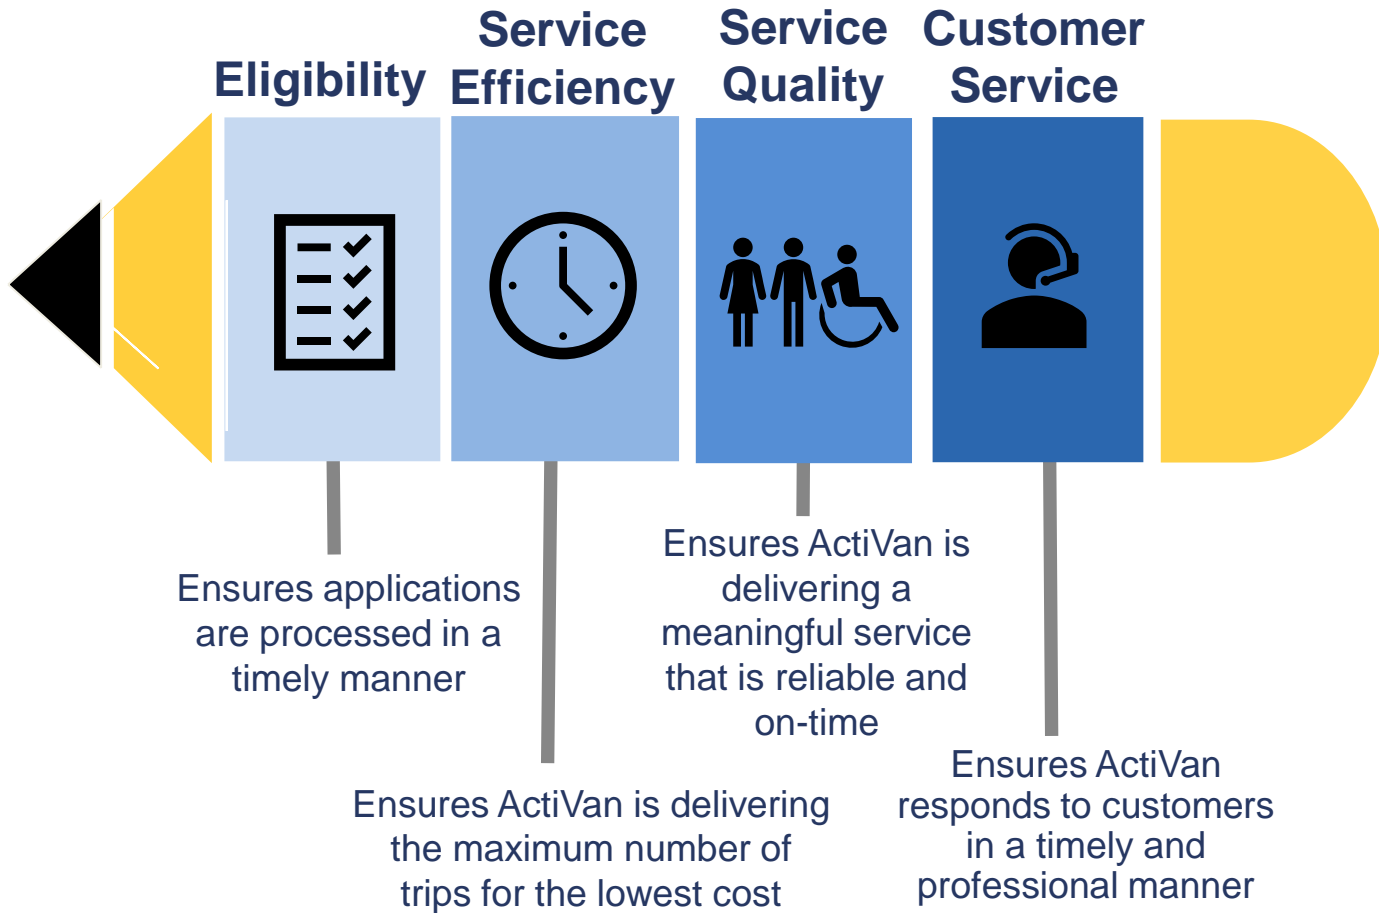 Eligibility
Service
Efficiency
Service
Quality
Customer
Service
Ensures applications
are processed in a
timely manner
Ensures ActiVan is delivering
the maximum number of
trips for the lowest cost
Ensures ActiVan is
delivering a
meaningful service
that is reliable and
on-time
Ensures ActiVan
responds to customers
in a timely and
professional manner